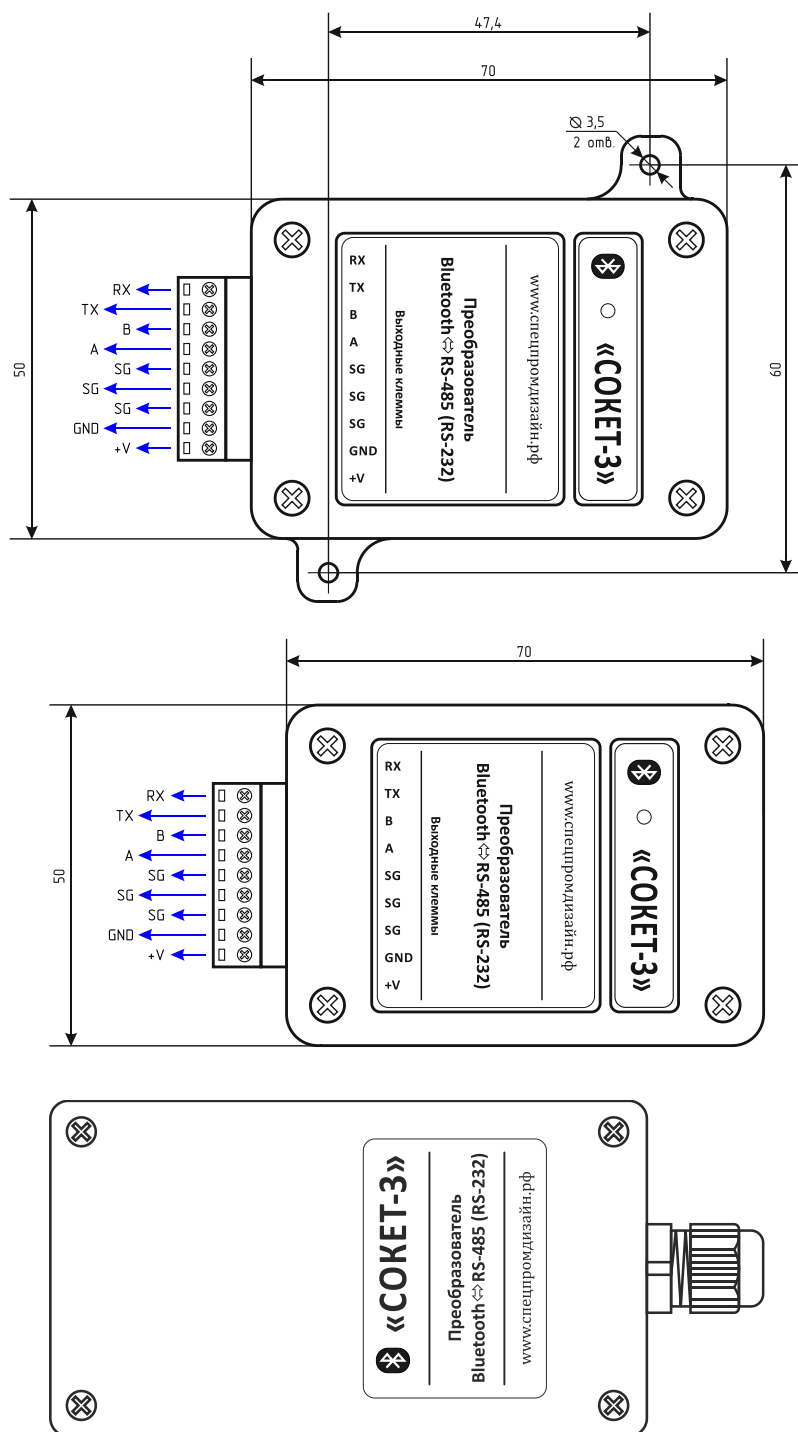 47,4
70
Ø 3,5
2 отв.
50
60
RX
TX
B
A
SG
SG
SG
GND
+V
RX
TX
B
A
SG
SG
SG
GND
+V
Выходные клеммы
Преобразователь
Bluetooth⇔RS-485 (RS-232)
www.спецпромдизайн.рф
«СОКЕТ-3»
70
50
RX
TX
B
A
SG
SG
SG
GND
+V
RX
TX
B
A
SG
SG
SG
GND
+V
Выходные клеммы
Преобразователь
Bluetooth⇔RS-485 (RS-232)
www.спецпромдизайн.рф
«СОКЕТ-3»
«СОКЕТ-3»
Преобразователь
Bluetooth⇔RS-485 (RS-232)
www.спецпромдизайн.рф